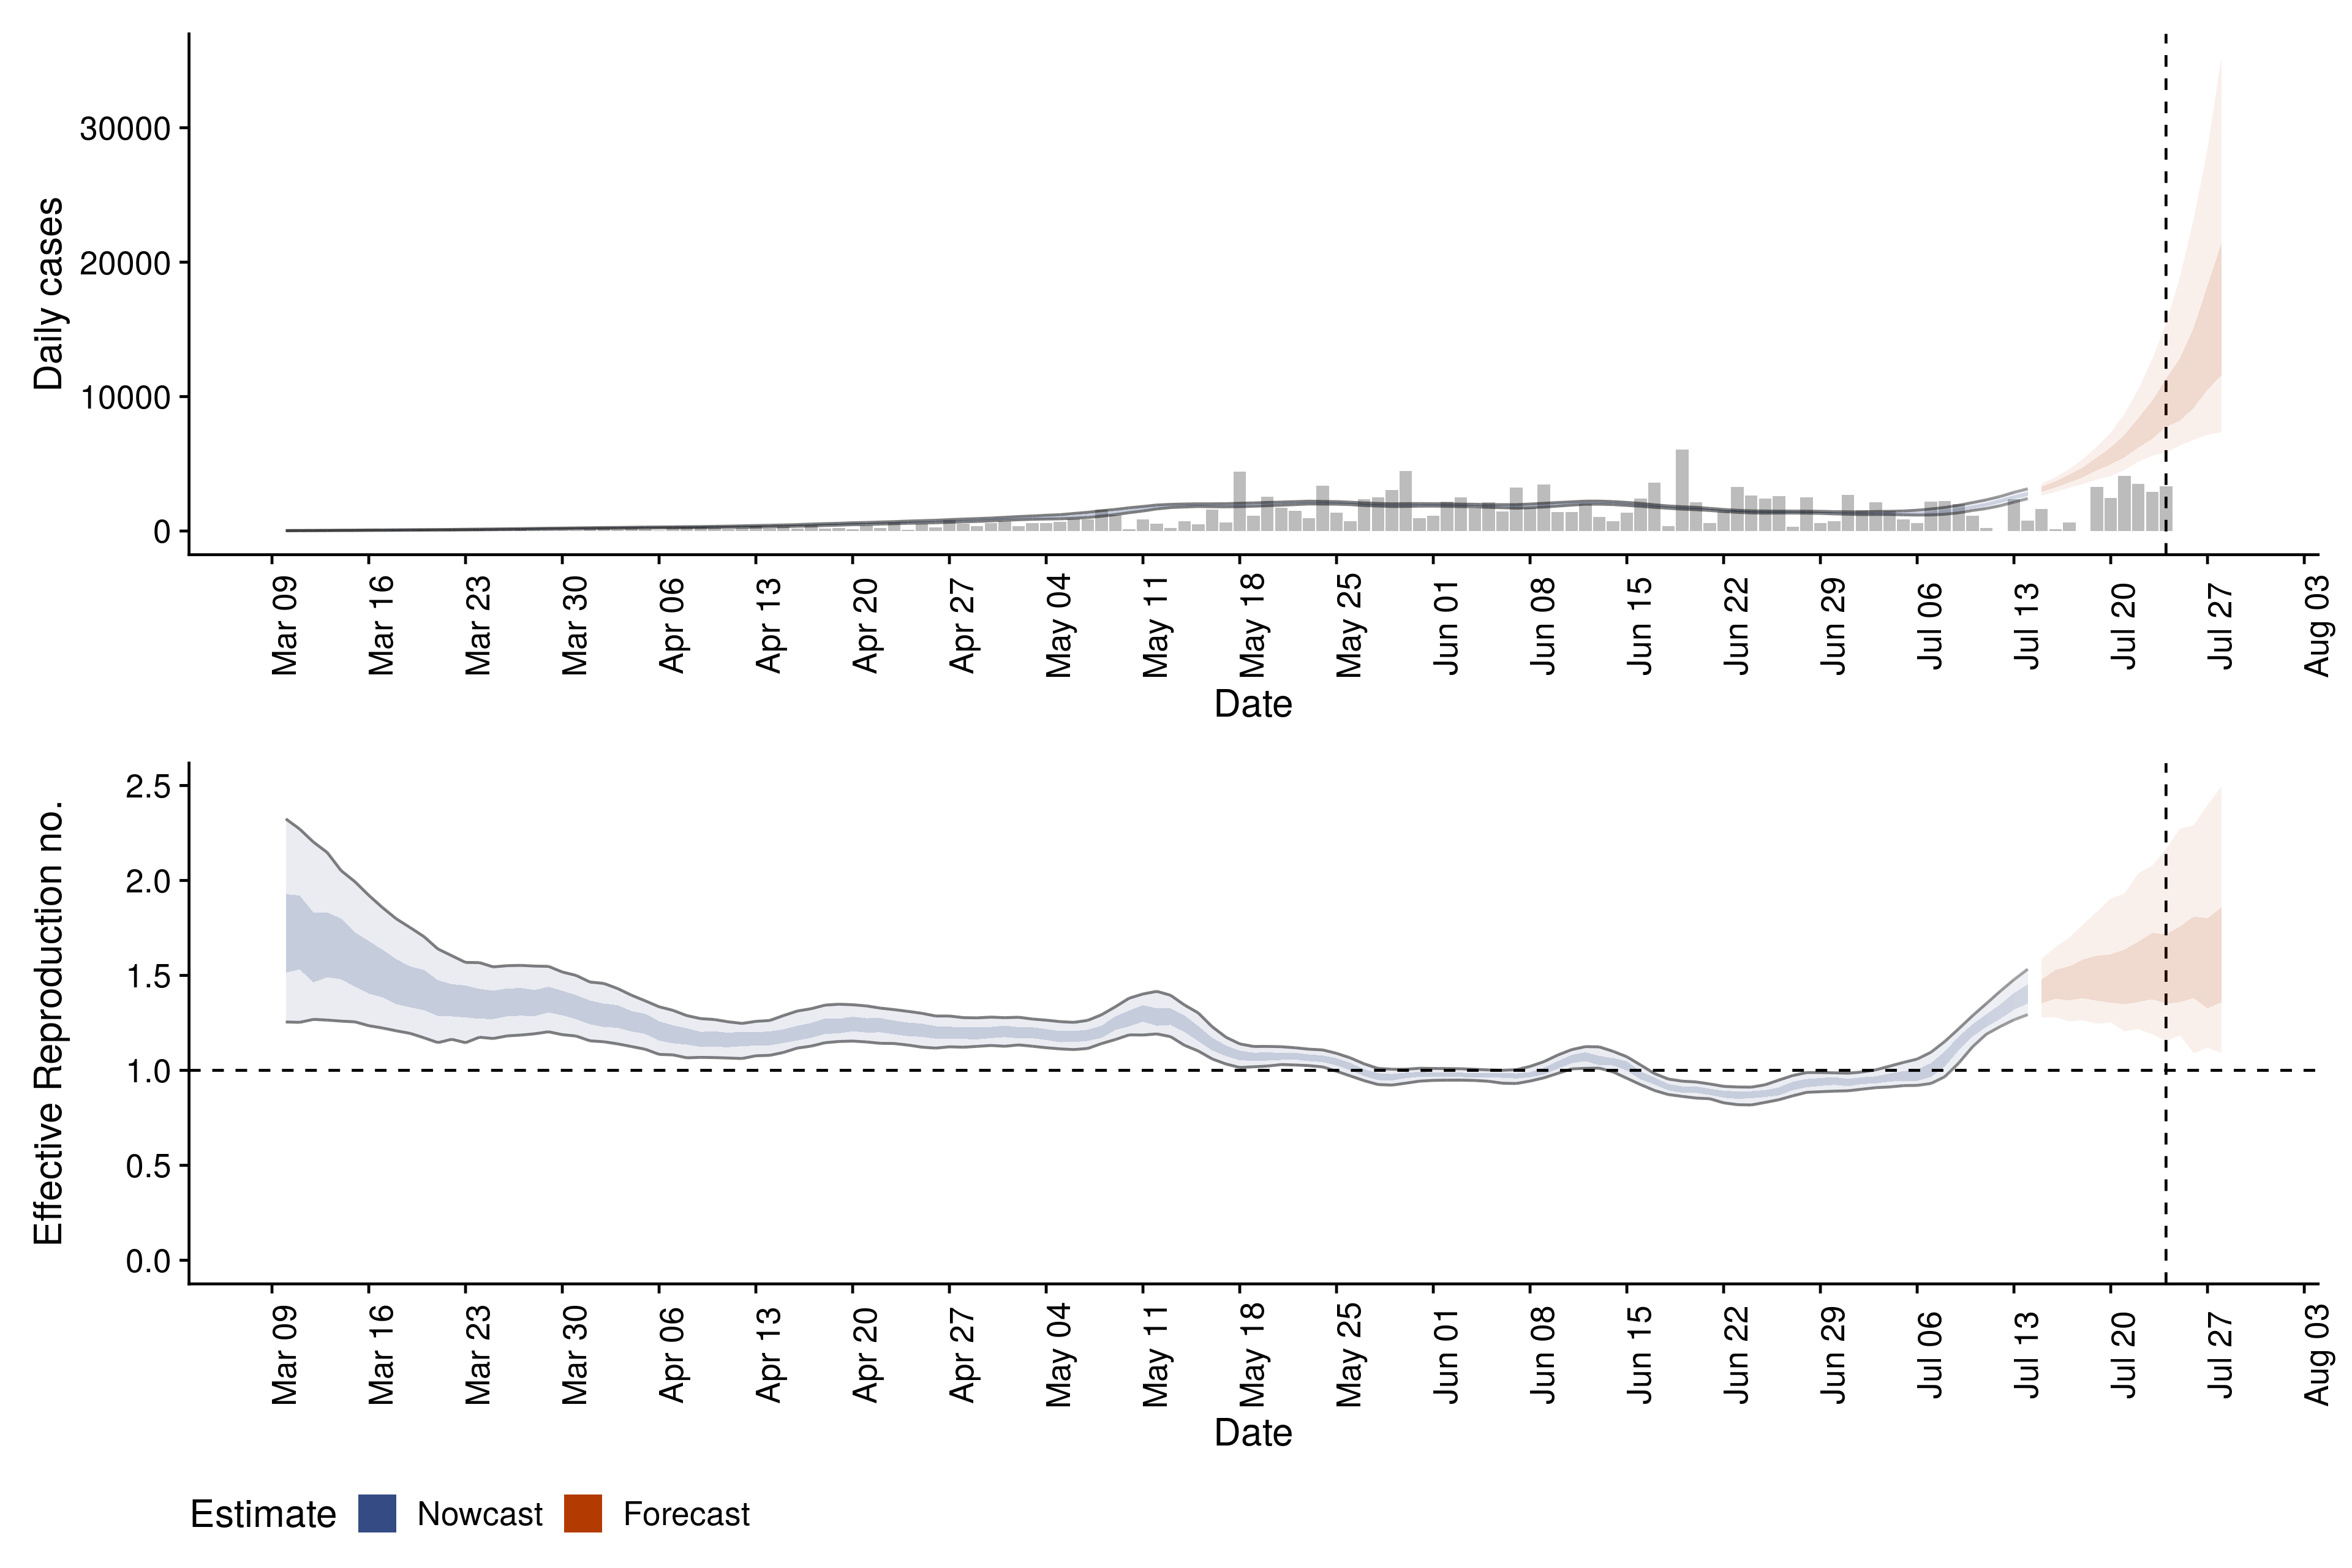 Daily cases
30000
20000
10000
0
Mar 09 Mar 16 Mar 23 Mar 30 Apr 06 Apr 13 Apr 20 Apr 27 May 04 May 11 May 18 May 25 Jun 01 Jun 08 Jun 15 Jun 22 Jun 29 Jul 06 Jul 13 Jul 20 Jul 27 Aug 03
Date
Effective Reproduction no.
2.5
2.0
1.5
1.0
0.5
0.0
Mar 09 Mar 16 Mar 23 Mar 30 Apr 06 Apr 13 Apr 20 Apr 27 May 04 May 11 May 18 May 25 Jun 01 Jun 08 Jun 15 Jun 22 Jun 29 Jul 06 Jul 13 Jul 20 Jul 27 Aug 03
Date
Estimate Nowcast Forecast